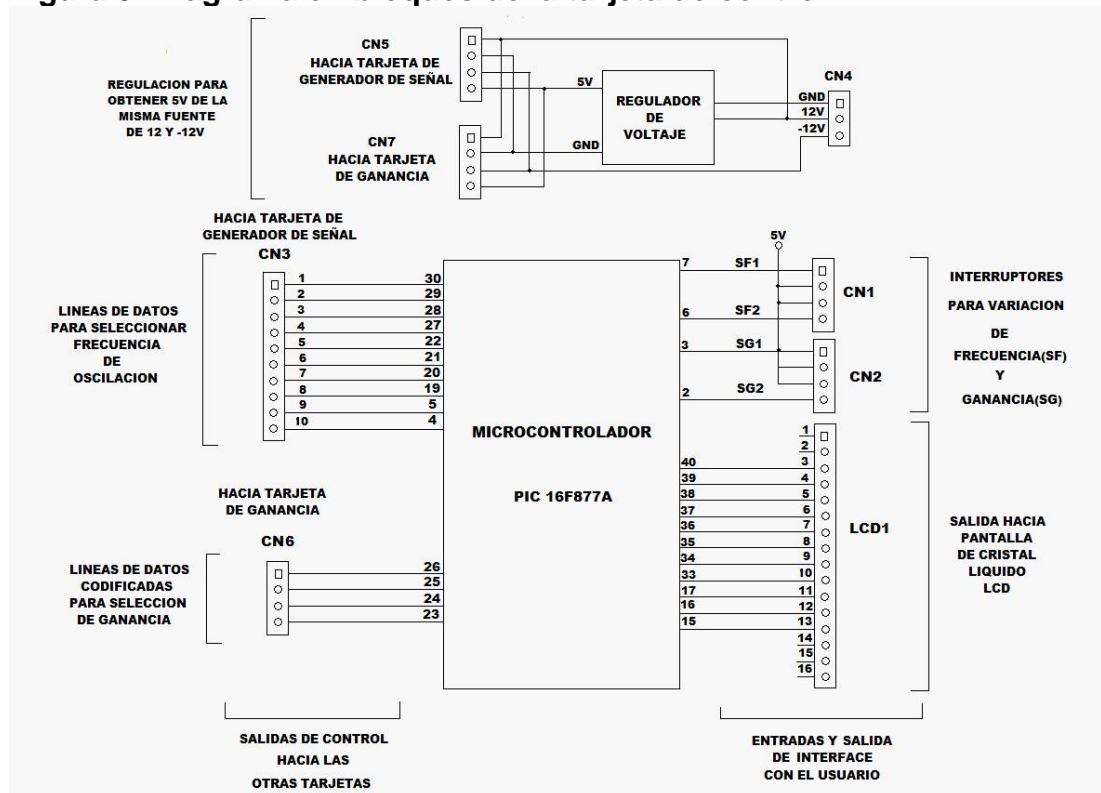 CN5
HACIA TARJETA DE
GENERADOR DE SEÑAL
REGULACION PARA
OBTENER 5V DE LA
MISMA FUENTE
DE 12 Y -12V
CN7
HACIA TARJETA
DE GANANCIA
5V
GND
REGULADOR
DE
VOLTAJE
CN4
GND
12V
-12V
HACIA TARJETA DE
GENERADOR DE SEÑAL
CN3
LINEAS DE DATOS
PARA SELECCIONAR
FRECUENCIA
DE
OSCILACION
1 30
2 29
3 28
4 27
5 22
6 21
7 20
8 19
9 5
10 4
HACIA TARJETA
DE GANANCIA
CN6
LINEAS DE DATOS
CODIFICADAS
PARA SELECCION
DE GANANCIA
26
25
24
23
MICROCONTROLADOR
PIC 16F877A
5V
7 SF1
6 SF2
CN1
3 SG1
2 SG2
CN2
INTERRUPTORES
PARA VARIACION
DE
FRECUENCIA(SF)
Y
GANANCIA(SG)
1
2
40 3
39 4
38 5
37 6
36 7
35 8
34 9
33 10
17 11
16 12
15 13
14
15
16
LCD1
SALIDA HACIA
PANTALLA
DE CRISTAL
LIQUIDO
LCD
SALIDAS DE CONTROL
HACIA LAS
OTRAS TARJETAS
ENTRADAS Y SALIDA
DE INTERFACE
CON EL USUARIO